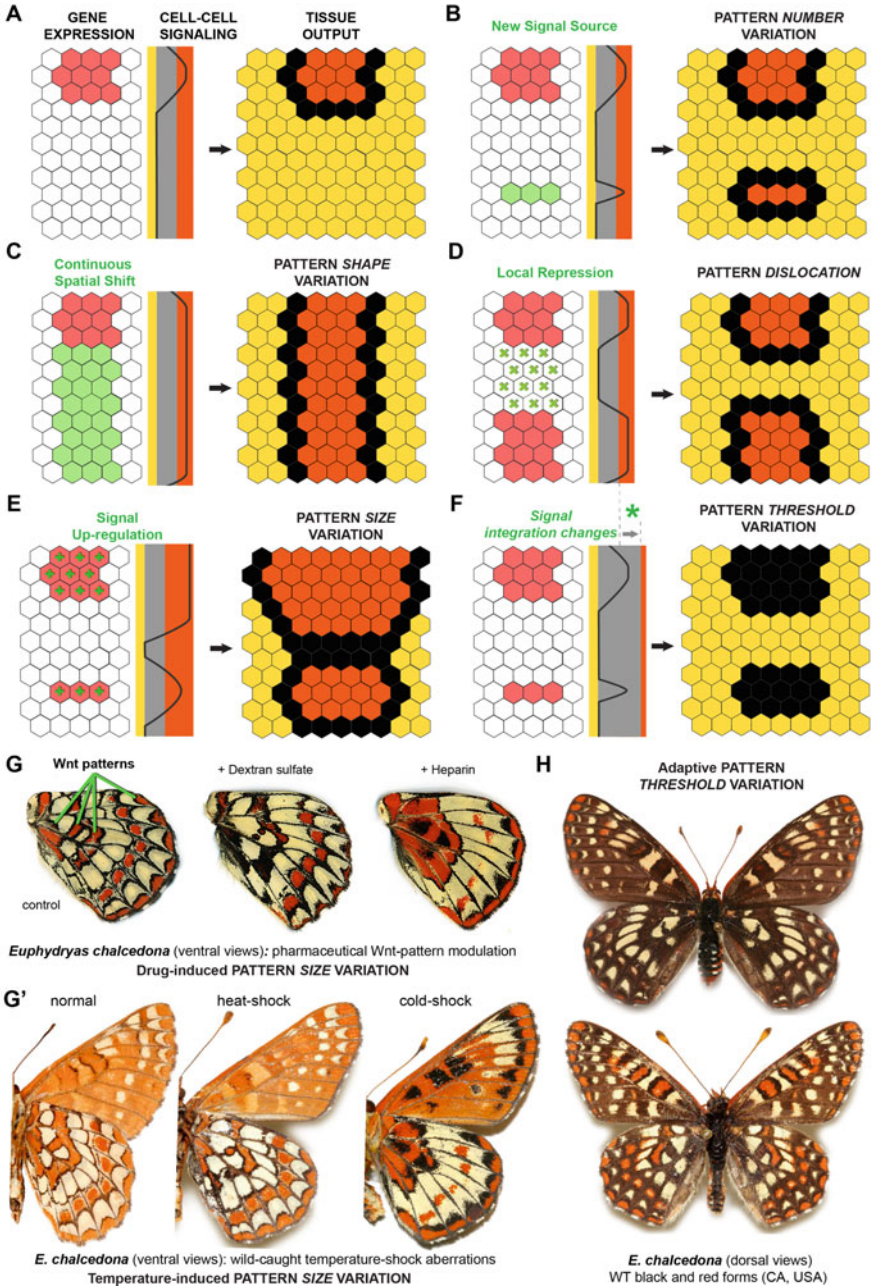 A
GENE
EXPRESSION
CELL-CELL
SIGNALING
TISSUE
OUTPUT
B
New Signal Source
PATTERN NUMBER
VARIATION
C
Continuous
Spatial Shift
PATTERN SHAPE
VARIATION
D
Local Repression
PATTERN DISLOCATION
E
Signal
Up-regulation
PATTERN SIZE
VARIATION
F
Signal
integration changes
*
PATTERN THRESHOLD
VARIATION
G
Wnt patterns
+ Dextran sulfate
+ Heparin
control
Euphydryas chalcedona (ventral views): pharmaceutical Wnt-pattern modulation
Drug-induced PATTERN SIZE VARIATION
G’
normal
heat-shock
cold-shock
E. chalcedona (ventral views): wild-caught temperature-shock aberrations
Temperature-induced PATTERN SIZE VARIATION
H
Adaptive PATTERN
THRESHOLD VARIATION
E. chalcedona (dorsal views)
WT black and red forms (CA, USA)